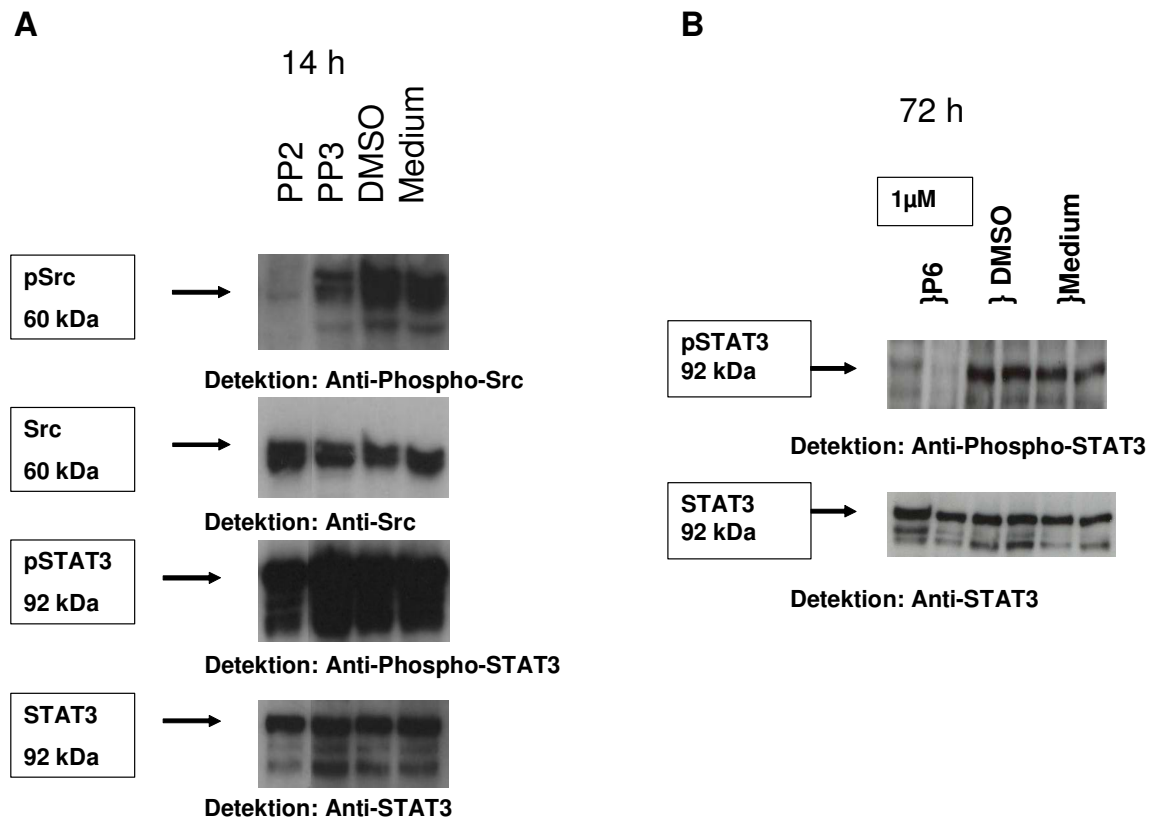 A
14 h
PP2
PP3
DMSO
Medium
pSrc
60 kDa
Detektion: Anti-Phospho-Src
Src
60 kDa
Detektion: Anti-Src
pSTAT3
92 kDa
Detektion: Anti-Phospho-STAT3
STAT3
92 kDa
Detektion: Anti-STAT3
B
72 h
1µM
}P6
} DMSO
}Medium
pSTAT3
92 kDa
Detektion: Anti-Phospho-STAT3
STAT3
92 kDa
Detektion: Anti-STAT3